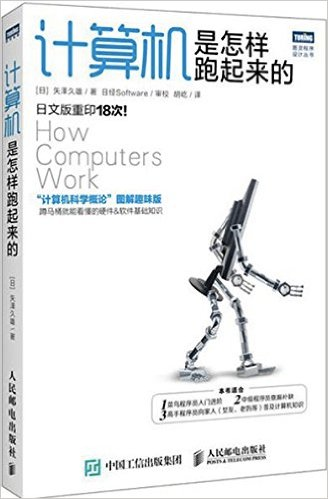 计算机
是怎样
跑起来的
TURING
图灵程序
设计丛书
[日] 矢泽久雄 / 著 日经Software / 审校 胡屹 / 译
日文版重印18次!
How
Computers
Work
“计算机科学概论”图解趣味版
蹲马桶就能看懂的硬件&软件基础知识
本书适合
1菜鸟程序员入门进阶 2中级程序员查漏补缺
3高手程序员向家人（望友、老妈等）普及计算机知识
中国工信出版集团
人民邮电出版社
POSTS & TELECOM PRESS
计算机是怎样跑起来的
[日] 矢泽久雄 著
人民邮电出版社